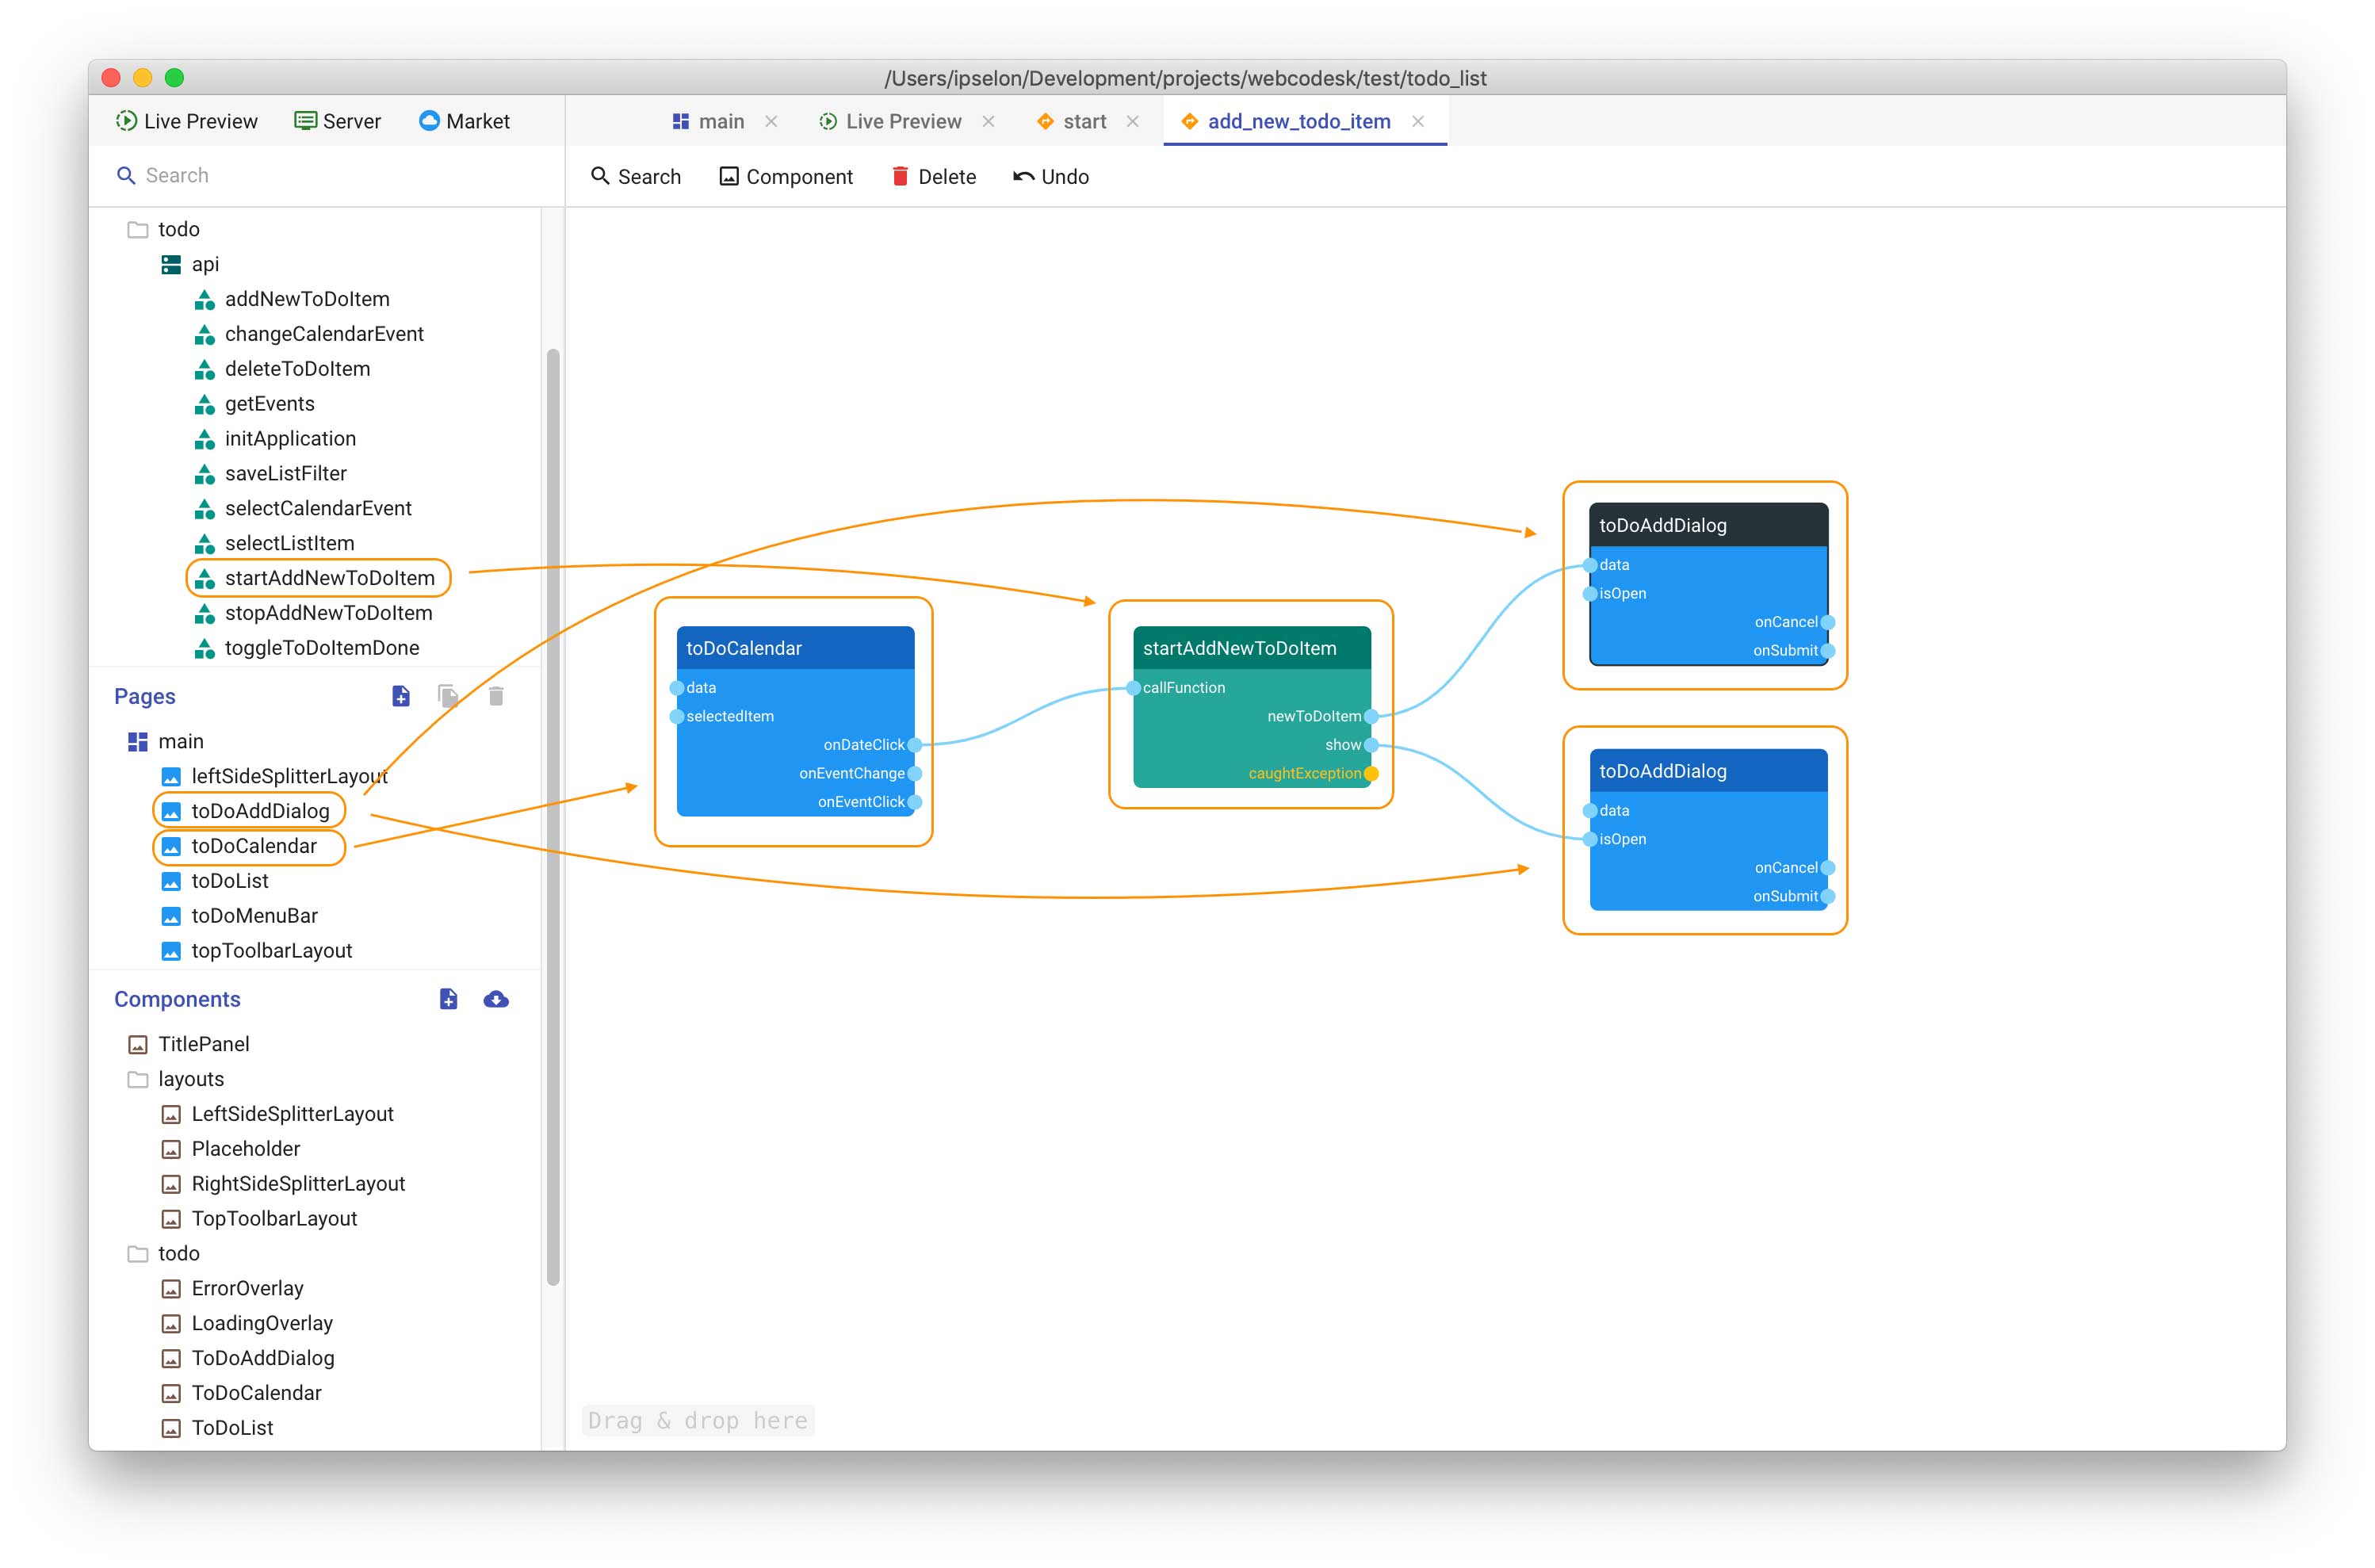 /Users/ipselon/Development/projects/webcodesk/test/todo_list
Live Preview Server Market
main Live Preview start add_new_todo_item
Search
Search Component Delete Undo
todo
api
addNewToDoItem
changeCalendarEvent
deleteToDoItem
getEvents
initApplication
saveListFilter
selectCalendarEvent
selectListItem
startAddNewToDoItem
stopAddNewToDoItem
toggleToDoItemDone
Pages
main
leftSideSplitterLayout
toDoAddDialog
toDoCalendar
toDoList
toDoMenuBar
topToolbarLayout
Components
TitlePanel
layouts
LeftSideSplitterLayout
Placeholder
RightSideSplitterLayout
TopToolbarLayout
todo
ErrorOverlay
LoadingOverlay
ToDoAddDialog
ToDoCalendar
ToDoList
toDoCalendar
data
selectedItem
onDateClick
onEventChange
onEventClick
startAddNewToDoItem
callFunction
newToDoItem
show
caughtException
toDoAddDialog
data
isOpen
onCancel
onSubmit
toDoAddDialog
data
isOpen
onCancel
onSubmit
Drag & drop here